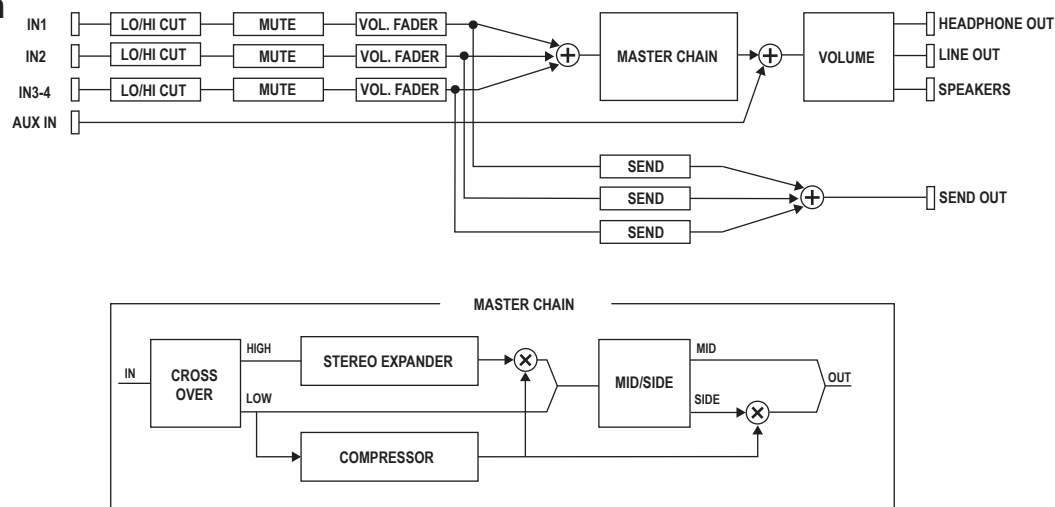 IN1 LO/HI CUT MUTE VOL. FADER HEADPHONE OUT
IN2 LO/HI CUT MUTE VOL. FADER MASTER CHAIN VOLUME LINE OUT
IN3-4 LO/HI CUT MUTE VOL. FADER SPEAKERS
AUX IN
SEND
SEND SEND OUT
SEND
MASTER CHAIN
HIGH MID
IN CROSS OVER STEREO EXPANDER MID/SIDE OUT
LOW SIDE
COMPRESSOR